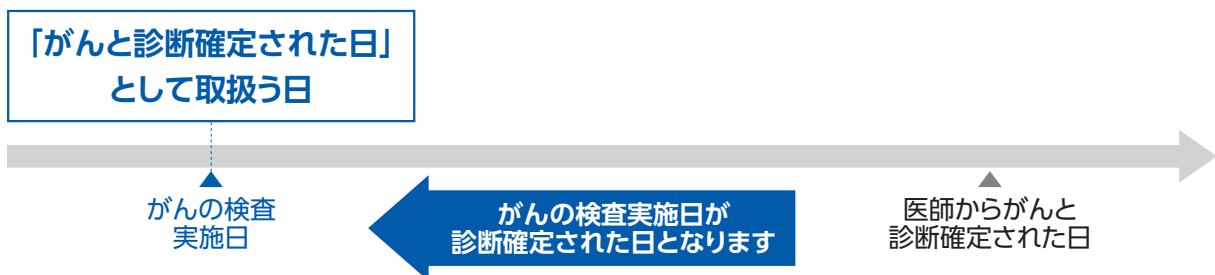 「がんと診断確定された日」
として取扱う日
がんの検査
実施日
がんの検査実施日が
診断確定された日となります
医師からがんと
診断確定された日